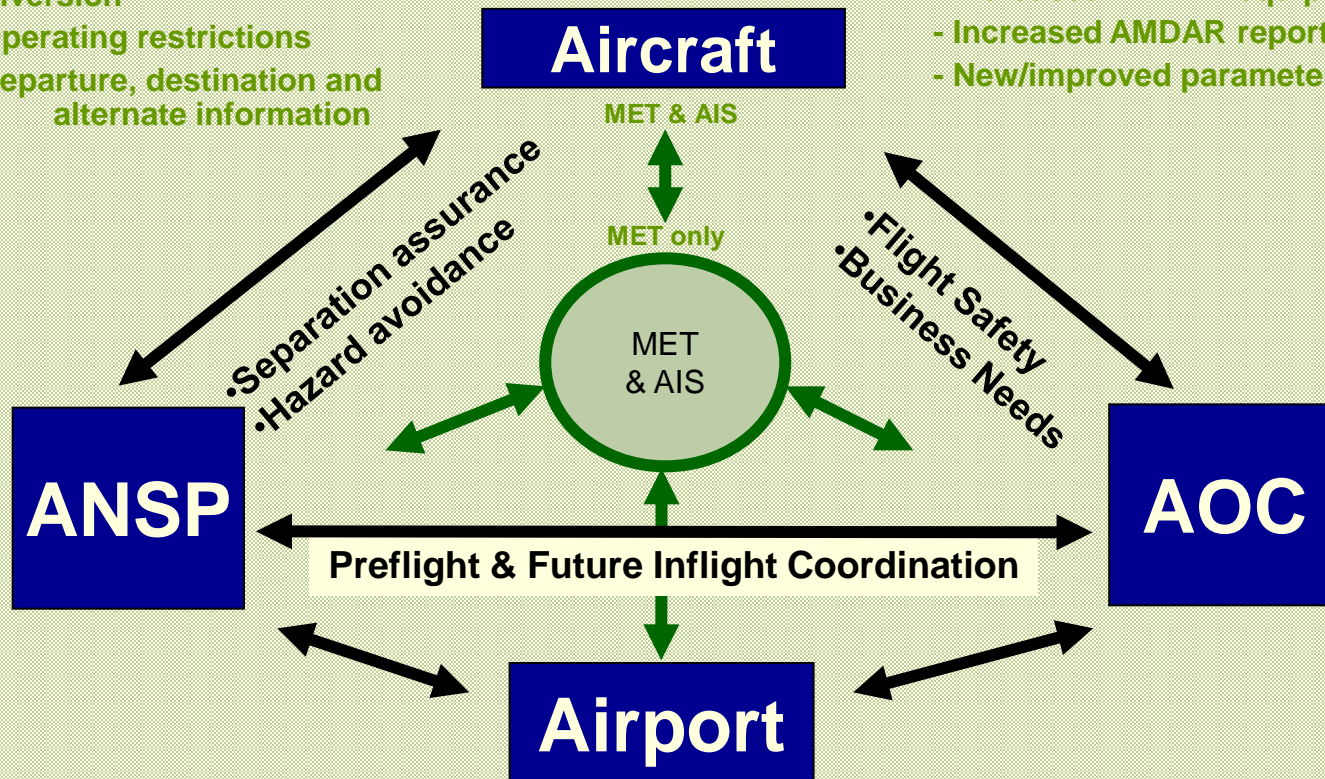 Aircraft
perating restrictions
eparture, destination and
alternate information
- Increased AMDAR report
- New/improved paramete
MET & AIS
MET only
•Separation assurance
•Hazard avoidance
•Flight Safety
•Business Needs
MET
& AIS
ANSP
AOC
Preflight & Future Inflight Coordination
Airport